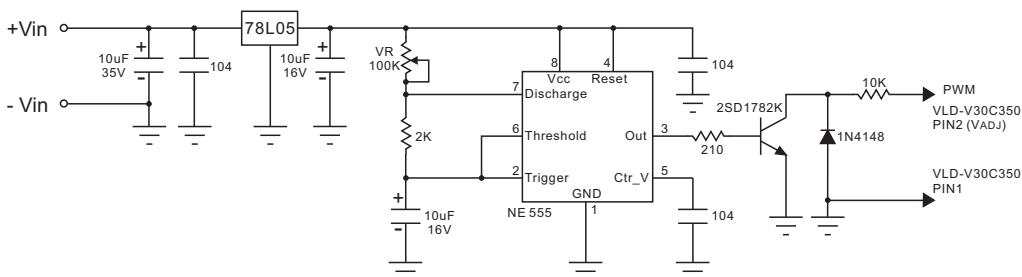 +Vin
- Vin
+
10uF
35V
-
104
78L05
+
10uF
16V
-
VR
100K
2K
+
10uF
16V
-
8
4
Vcc
Reset
7
Discharge
6
Threshold
Out
3
2
Trigger
Ctr_V
5
GND
NE 555
1
104
210
104
2SD1782K
1N4148
10K
PWM
VLD-V30C350
PIN2 (VADJ)
VLD-V30C350
PIN1